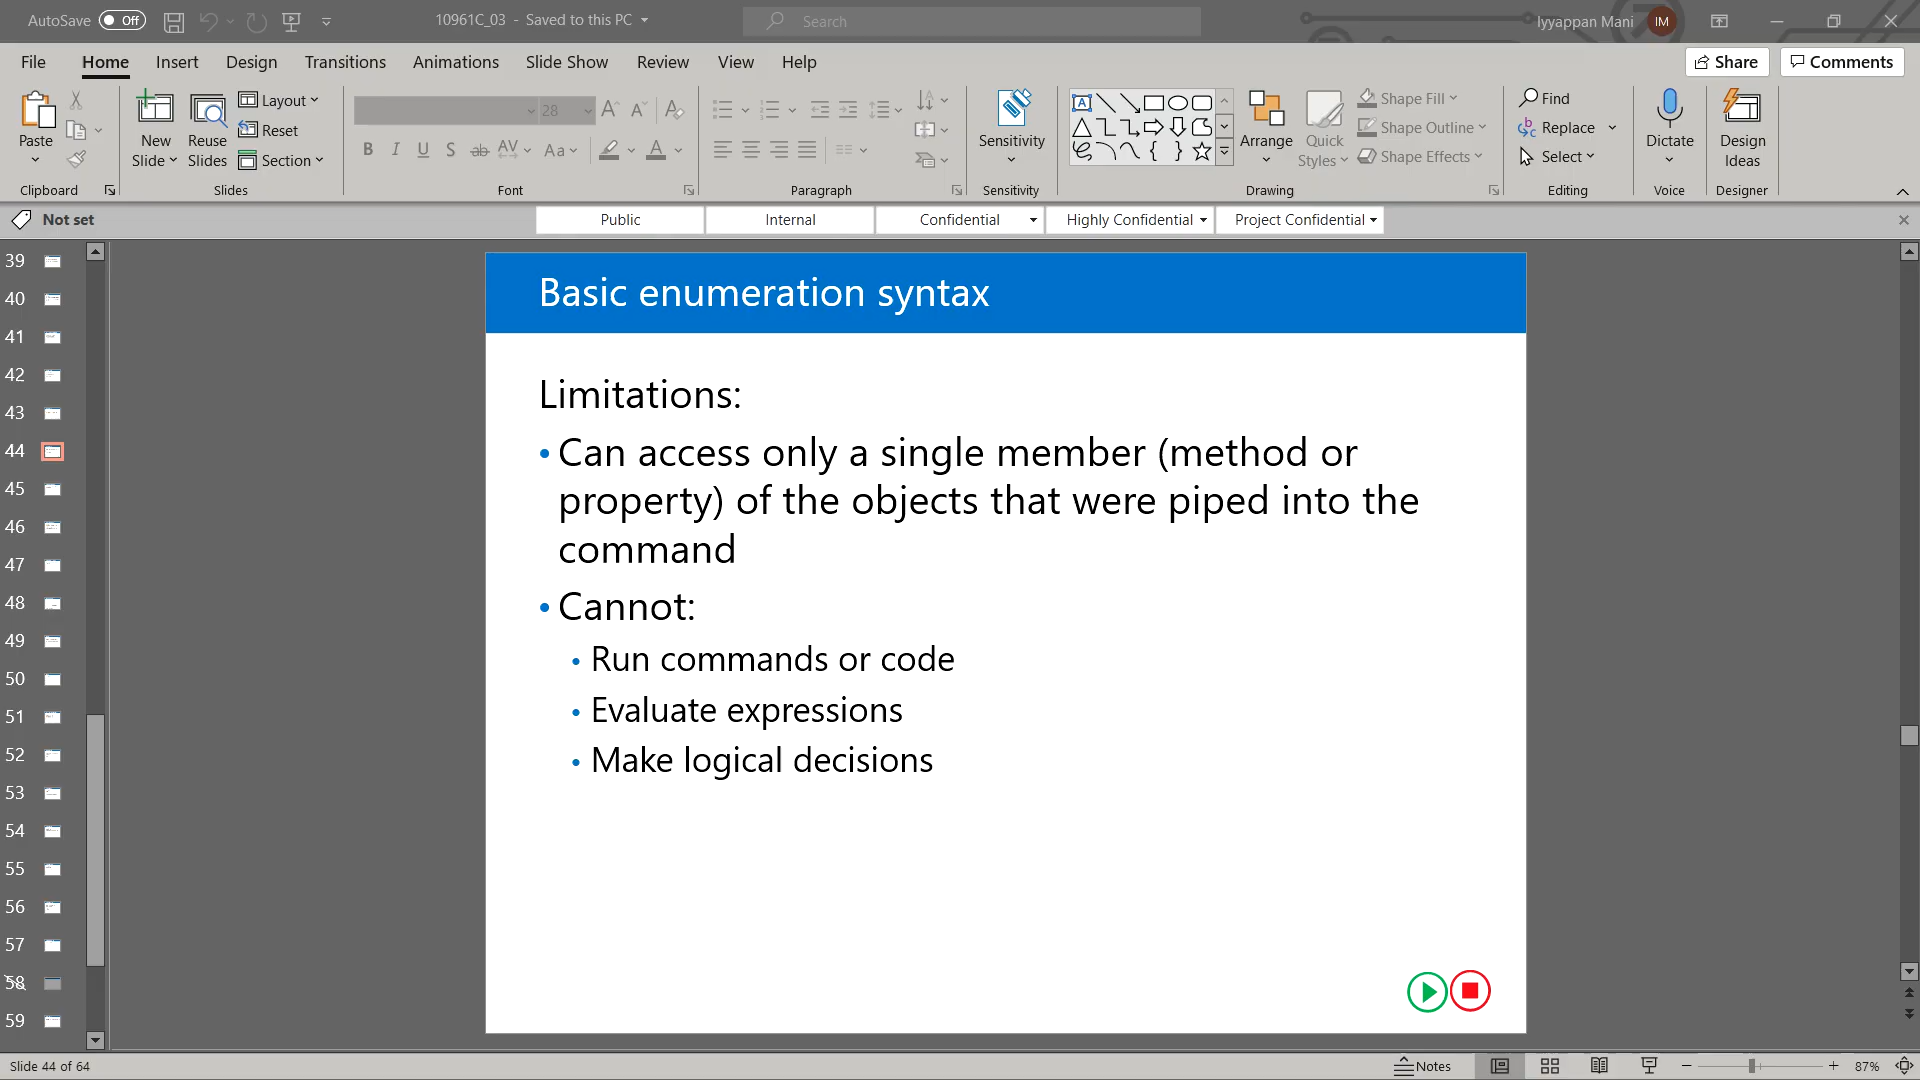 AutoSave Off
10961C_03 - Saved to this PC
Search
Iyyappan Mani IM
File Home Insert Design Transitions Animations Slide Show Review View Help
Share Comments
Paste
New Slide
Reuse Slides
Layout
Reset
Section
28
B I U S ab AV Aa A
Sensitivity
Arrange
Quick Styles
Shape Fill
Shape Outline
Shape Effects
Find
Replace
Select
Dictate
Design Ideas
Clipboard Slides Font Paragraph Sensitivity Drawing Editing Voice Designer
Not set
Public Internal Confidential Highly Confidential Project Confidential
39
40
41
42
43
44
45
46
47
48
49
50
51
52
53
54
55
56
57
58
59
Basic enumeration syntax
Limitations:
• Can access only a single member (method or
property) of the objects that were piped into the
command
• Cannot:
• Run commands or code
• Evaluate expressions
• Make logical decisions
Slide 44 of 64
Notes
87%